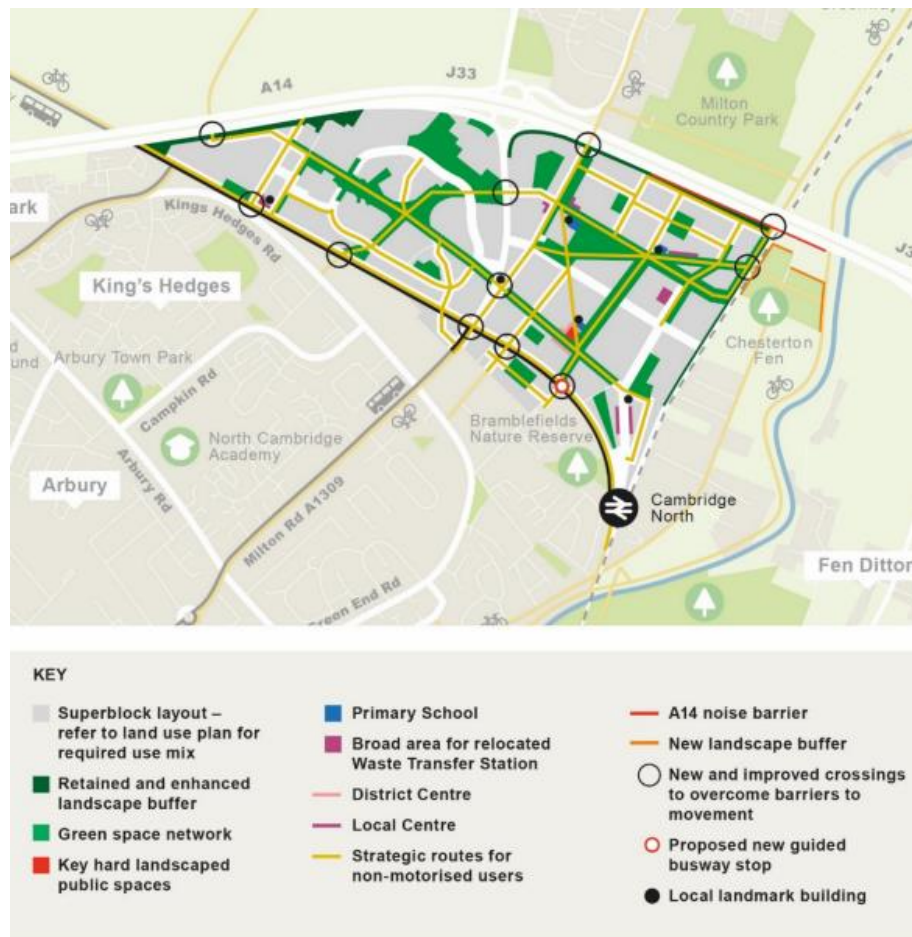 J33
A14
Milton
Country Park
ark
Kings Hedges Rd
King's Hedges
J3
Chesterton
Fen
Arbury Town Park
Campkin Rd
Bramblefields
Nature Reserve
North Cambridge
Academy
Arbury
Arbury Rd
Milton Rd A1309
Cambridge
North
Green End Rd
Fen Ditton
KEY
Superblock layout –
refer to land use plan for
required use mix
Retained and enhanced
landscape buffer
Green space network
Key hard landscaped
public spaces
Primary School
Broad area for relocated
Waste Transfer Station
District Centre
Local Centre
Strategic routes for
non-motorised users
A14 noise barrier
New landscape buffer
New and improved crossings
to overcome barriers to
movement
Proposed new guided
busway stop
Local landmark building